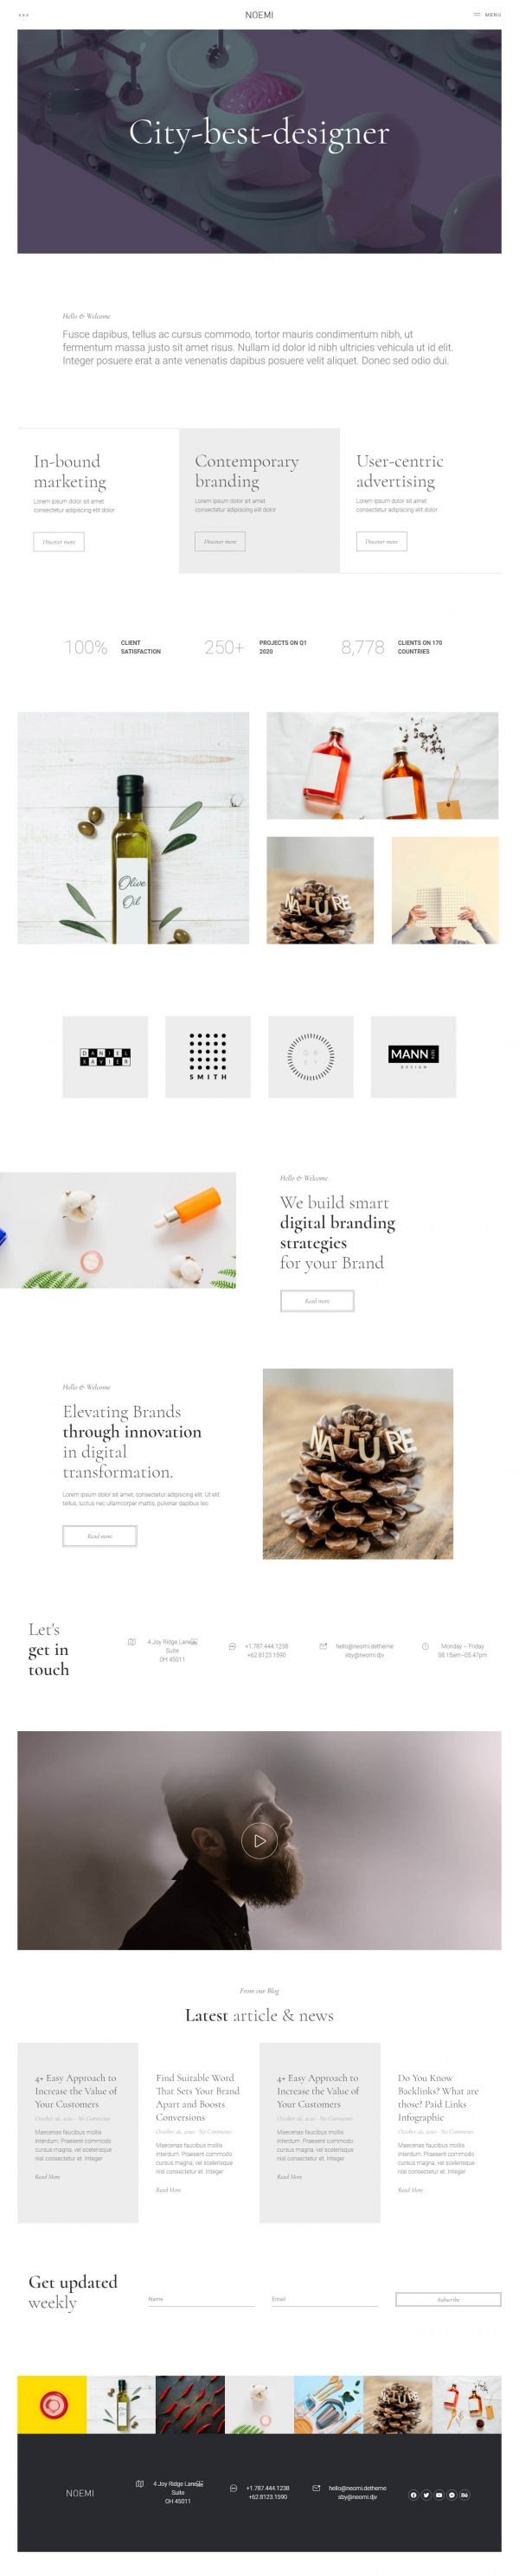 NOEMI
MENU
City-best-designer
Hello & Welcome
Fusce dapibus, tellus ac cursus commodo, tortor mauris condimentum nibh, ut
fermentum massa justo sit amet risus. Nullam id dolor id nibh ultricies vehicula ut id elit.
Integer posuere erat a ante venenatis dapibus posuere velit aliquet. Donec sed odio dui.
In-bound
marketing
Lorem ipsum dolor sit amet
consectetur adipiscing elit dolor
Discover more
Contemporary
branding
Lorem ipsum dolor sit amet
consectetur adipiscing elit dolor
Discover more
User-centric
advertising
Lorem ipsum dolor sit amet
consectetur adipiscing elit dolor
Discover more
100%
CLIENT
SATISFACTION
250+
PROJECTS ON Q1
2020
8,778
CLIENTS ON 170
COUNTRIES
Olive
Oil
NATURE
DANIEL
XAVIER
SMITH
GREY
MANN
DESIGN
Hello & Welcome
We build smart
digital branding
strategies
for your Brand
Read more
Hello & Welcome
Elevating Brands
through innovation
in digital
transformation.
Lorem ipsum dolor sit amet, consectetur adipiscing elit. Ut elit
tellus, luctus nec ullamcorper mattis, pulvinar dapibus leo.
Read more
NATURE
Let's
get in
touch
4 Joy Ridge Lane
Suite
OH 45011
+1.787.444.1238
+62.8123.1590
hello@neomi.detheme
sby@neomi.djv
Monday – Friday
08.15am–05.47pm
From our Blog
Latest article & news
4+ Easy Approach to
Increase the Value of
Your Customers
October 26, 2020 · No Comments
Maecenas faucibus mollis
interdum. Praesent commodo
cursus magna, vel scelerisque
nisl consectetur et. Integer
Read More
Find Suitable Word
That Sets Your Brand
Apart and Boosts
Conversions
October 26, 2020 · No Comments
Maecenas faucibus mollis
interdum. Praesent commodo
cursus magna, vel scelerisque
nisl consectetur et. Integer
Read More
4+ Easy Approach to
Increase the Value of
Your Customers
October 26, 2020 · No Comments
Maecenas faucibus mollis
interdum. Praesent commodo
cursus magna, vel scelerisque
nisl consectetur et. Integer
Read More
Do You Know
Backlinks? What are
those? Paid Links
Infographic
October 26, 2020 · No Comments
Maecenas faucibus mollis
interdum. Praesent commodo
cursus magna, vel scelerisque
nisl consectetur et. Integer
Read More
Get updated
weekly
Name
Email
Subscribe
NATURE
NOEMI
4 Joy Ridge Lane
Suite
OH 45011
+1.787.444.1238
+62.8123.1590
hello@neomi.detheme
sby@neomi.djv